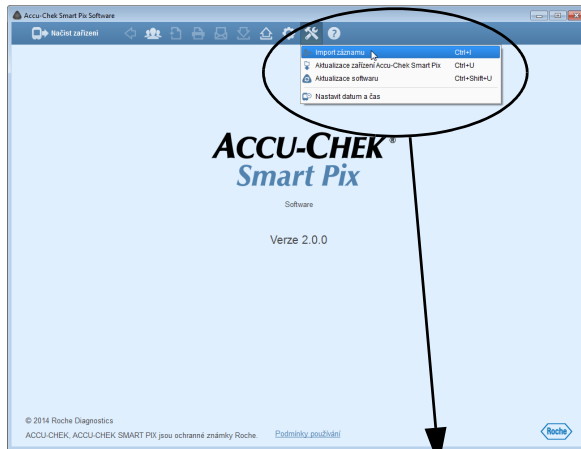 Accu-Chek Smart Pix Software
Načíst zařízení
Import záznamu Ctrl+I
Aktualizace zařízení Accu-Chek Smart Pix Ctrl+U
Aktualizace softwaru Ctrl+Shift+U
Nastavit datum a čas
ACCU-CHEK®
Smart Pix
Software
Verze 2.0.0
© 2014 Roche Diagnostics
ACCU-CHEK, ACCU-CHEK SMART PIX jsou ochranné známky Roche. Podmínky používání
Roche